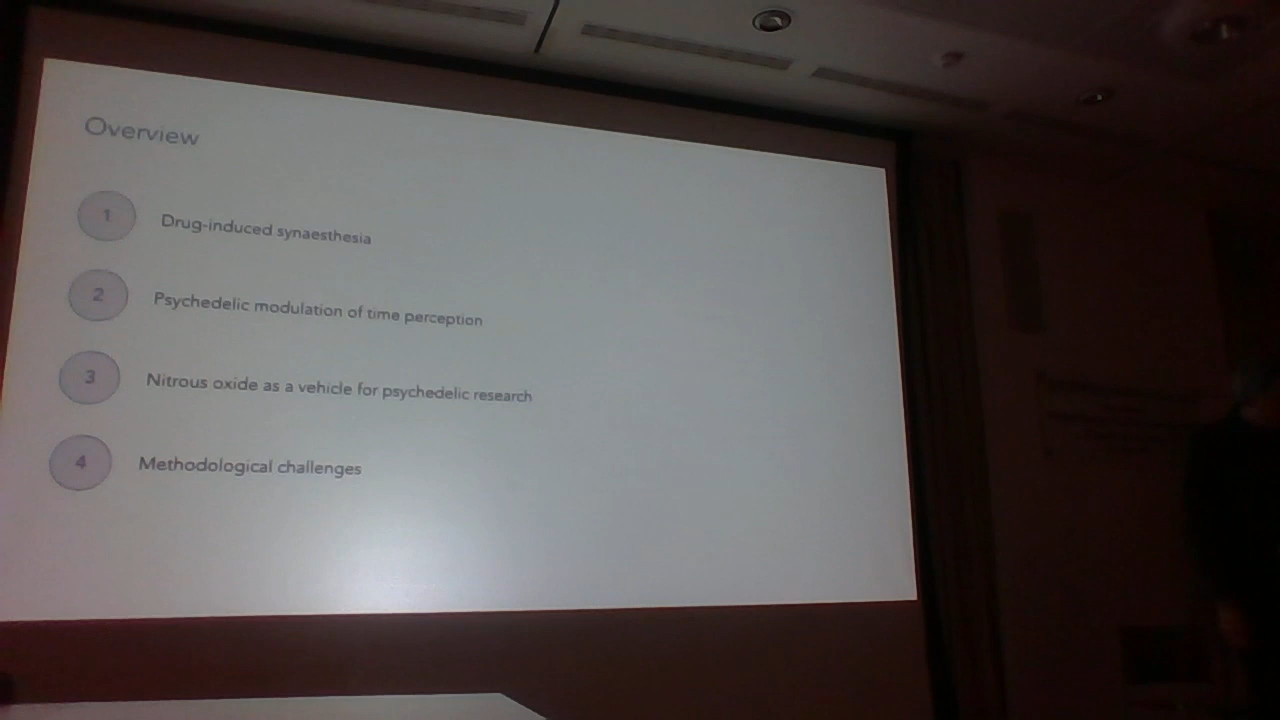 Overview
1 Drug-induced synaesthesia
2 Psychedelic modulation of time perception
3 Nitrous oxide as a vehicle for psychedelic research
4 Methodological challenges